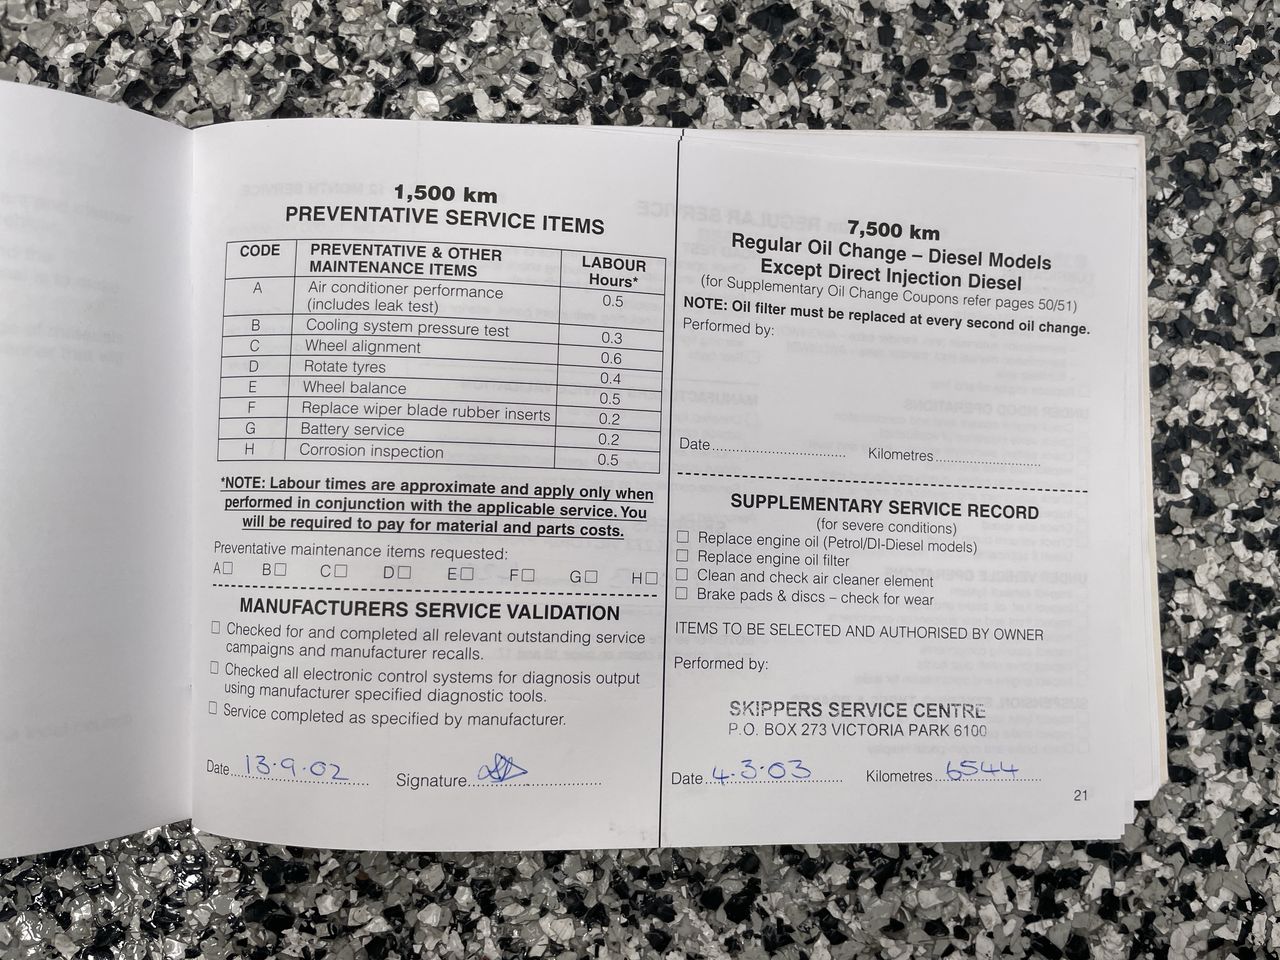 1,500 km
PREVENTATIVE SERVICE ITEMS
CODE PREVENTATIVE & OTHER MAINTENANCE ITEMS LABOUR Hours*
A Air conditioner performance (includes leak test) 0.5
B Cooling system pressure test 0.3
C Wheel alignment 0.6
D Rotate tyres 0.4
E Wheel balance 0.5
F Replace wiper blade rubber inserts 0.2
G Battery service 0.2
H Corrosion inspection 0.5
*NOTE: Labour times are approximate and apply only when
performed in conjunction with the applicable service. You
will be required to pay for material and parts costs.
Preventative maintenance items requested:
A☐ B☐ C☐ D☐ E☐ F☐ G☐ H☐
MANUFACTURERS SERVICE VALIDATION
☐ Checked for and completed all relevant outstanding service
campaigns and manufacturer recalls.
☐ Checked all electronic control systems for diagnosis output
using manufacturer specified diagnostic tools.
☐ Service completed as specified by manufacturer.
Date 13.9.02 Signature
7,500 km
Regular Oil Change – Diesel Models
Except Direct Injection Diesel
(for Supplementary Oil Change Coupons refer pages 50/51)
NOTE: Oil filter must be replaced at every second oil change.
Performed by:
Date Kilometres
SUPPLEMENTARY SERVICE RECORD
(for severe conditions)
☐ Replace engine oil (Petrol/DI-Diesel models)
☐ Replace engine oil filter
☐ Clean and check air cleaner element
☐ Brake pads & discs – check for wear
ITEMS TO BE SELECTED AND AUTHORISED BY OWNER
Performed by:
SKIPPERS SERVICE CENTRE
P.O. BOX 273 VICTORIA PARK 6100
Date 4.3.03 Kilometres 6544
21